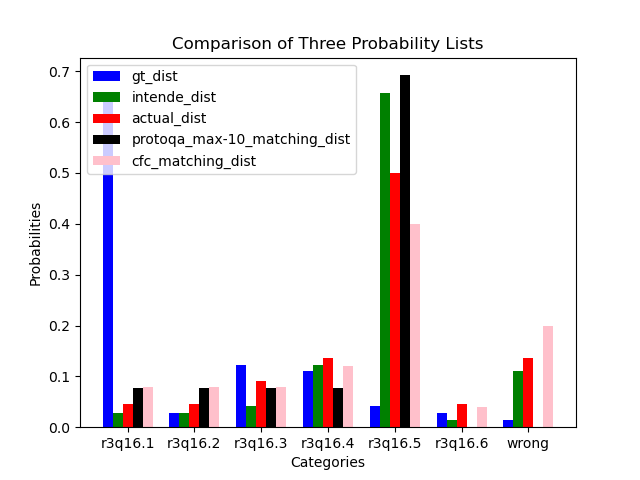 Comparison of Three Probability Lists
gt_dist
intende_dist
actual_dist
protoqa_max-10_matching_dist
cfc_matching_dist
Probabilities
0.7
0.6
0.5
0.4
0.3
0.2
0.1
0.0
r3q16.1 r3q16.2 r3q16.3 r3q16.4 r3q16.5 r3q16.6 wrong
Categories